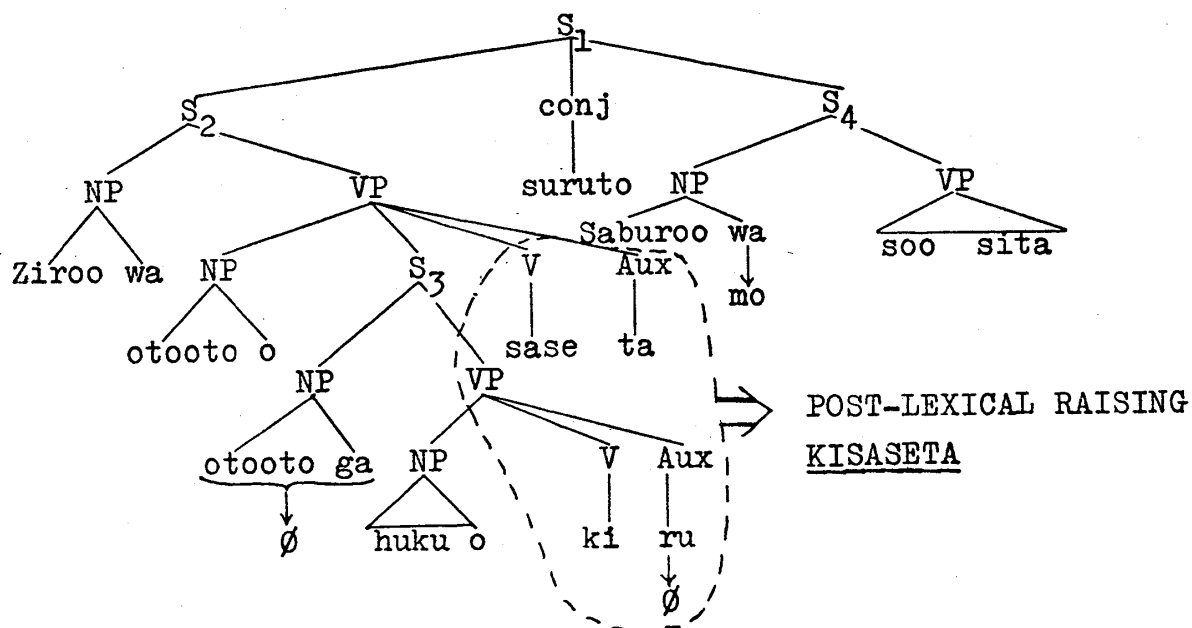 S1
S2 conj S4
NP VP suruto NP VP
Ziroo wa NP S3 V Aux Saburoo wa soo sita
mo
otooto o sase ta
NP VP
POST-LEXICAL RAISING
otooto ga NP V Aux KISASETA
Ø huku o ki ru
Ø